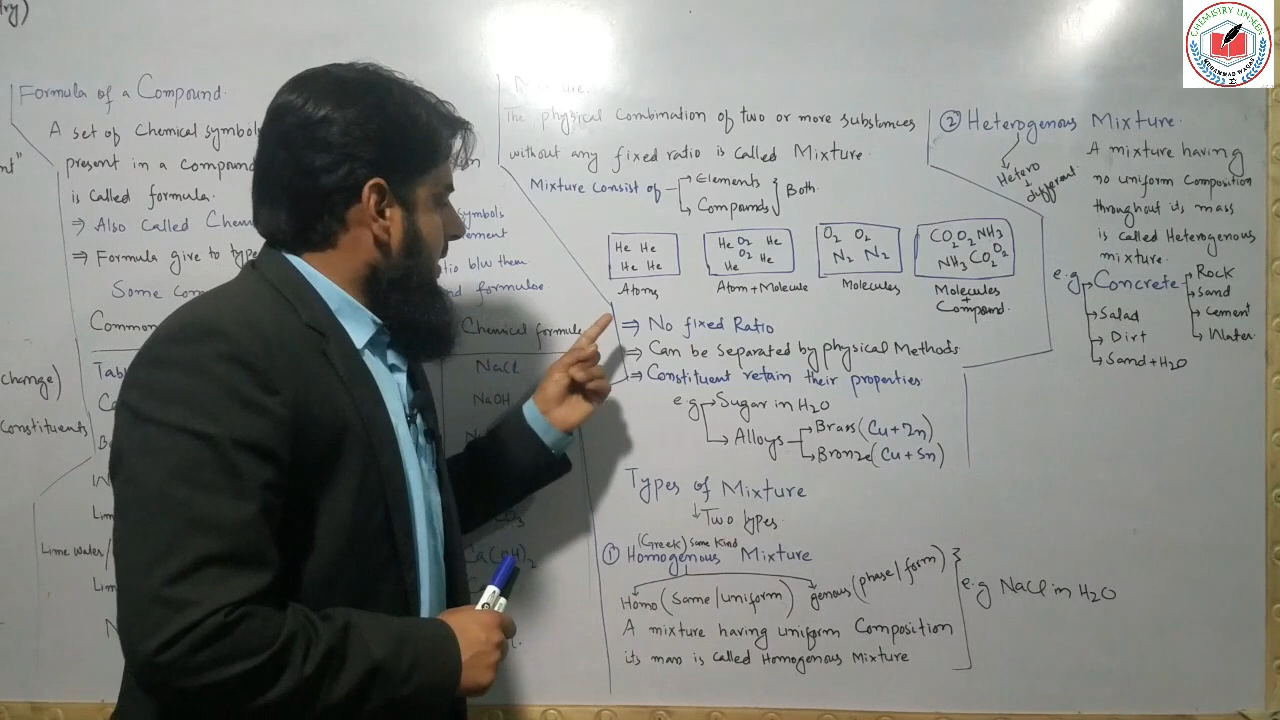 ry)
Formula of a Compound.
A set of Chemical symbols
present in a compound
is called formula.
⇒ Also called Chem
⇒ Formula give to type
Some com
Common
Chemical formula
symbols
NaCl
NaOH
change)
Constituents
Lime Water/
Ca(OH)2
The physical Combination of two or more substances
without any fixed ratio is called Mixture.
Mixture consist of → Elements
→ Compounds } Both.
He He
He He
Atoms
He O2 He
O2
He He
Atom+Molecule
O2 O2
N2 N2
Molecules
CO2 O2 NH3
NH3 CO2 O2
Molecules
+
Compound.
⇒ No fixed Ratio
⇒ Can be separated by physical Methods
⇒ Constituent retain their properties.
e.g → Sugar in H2O
→ Alloys → Brass (Cu+Zn)
→ Bronze (Cu+Sn)
Types of Mixture
↓ Two types.
(Greek) same Kind
① Homogenous Mixture
Homo (Same/uniform) genous (phase/form)
A mixture having uniform Composition
its mass is called Homogenous Mixture
e.g NaCl in H2O
② Heterogenous Mixture.
Hetero
↓
different
A mixture having
no uniform composition
throughout its mass
is called Heterogenous
mixture.
e.g → Concrete → Rock
→ Sand
→ Cement
→ Water
→ Salad
→ Dirt
→ Sand+H2O
CHEMISTRY LINKERS
MUHAMMAD WAQAS